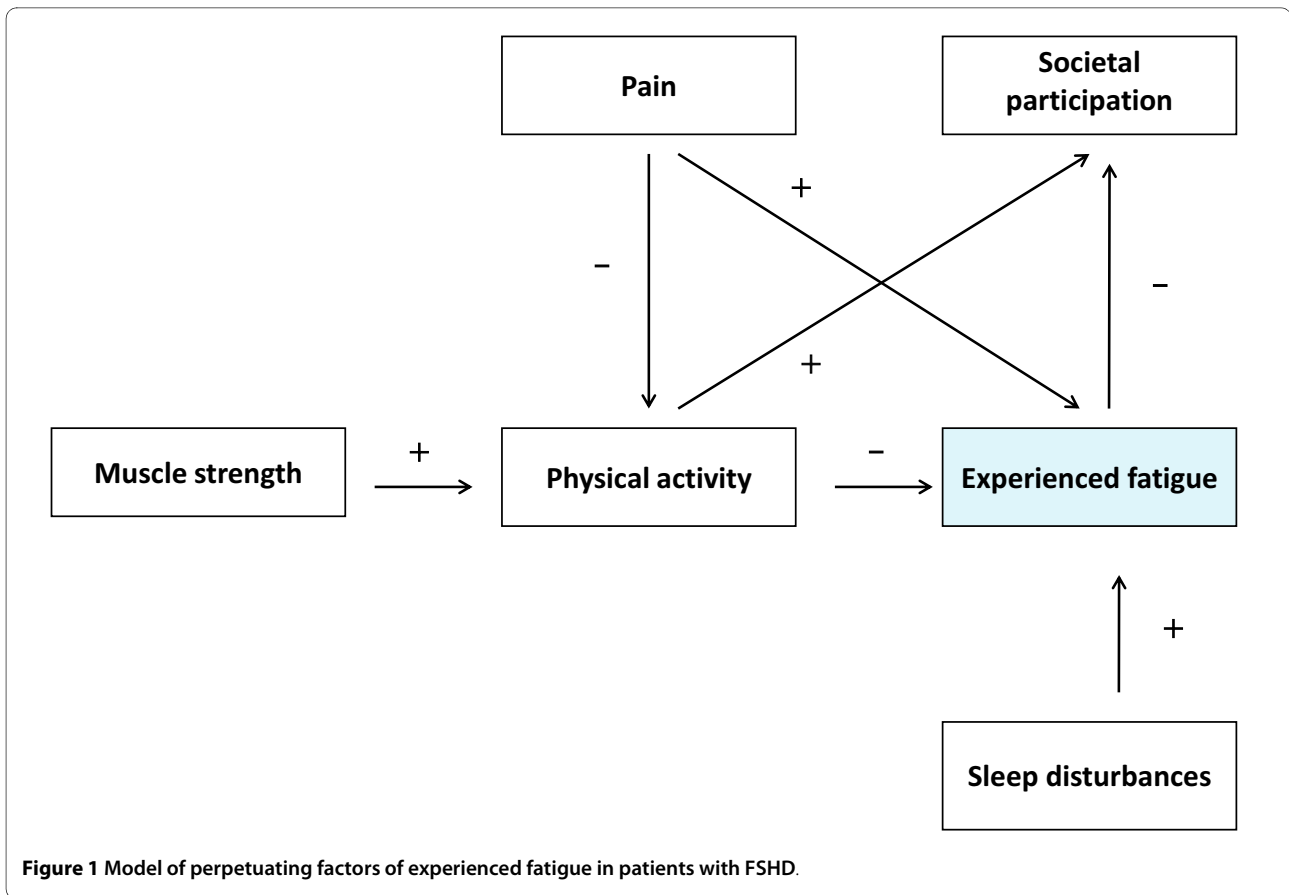 Pain
Societal
participation
+
–
–
+
Muscle strength
+
Physical activity
–
Experienced fatigue
+
Sleep disturbances
Figure 1 Model of perpetuating factors of experienced fatigue in patients with FSHD.